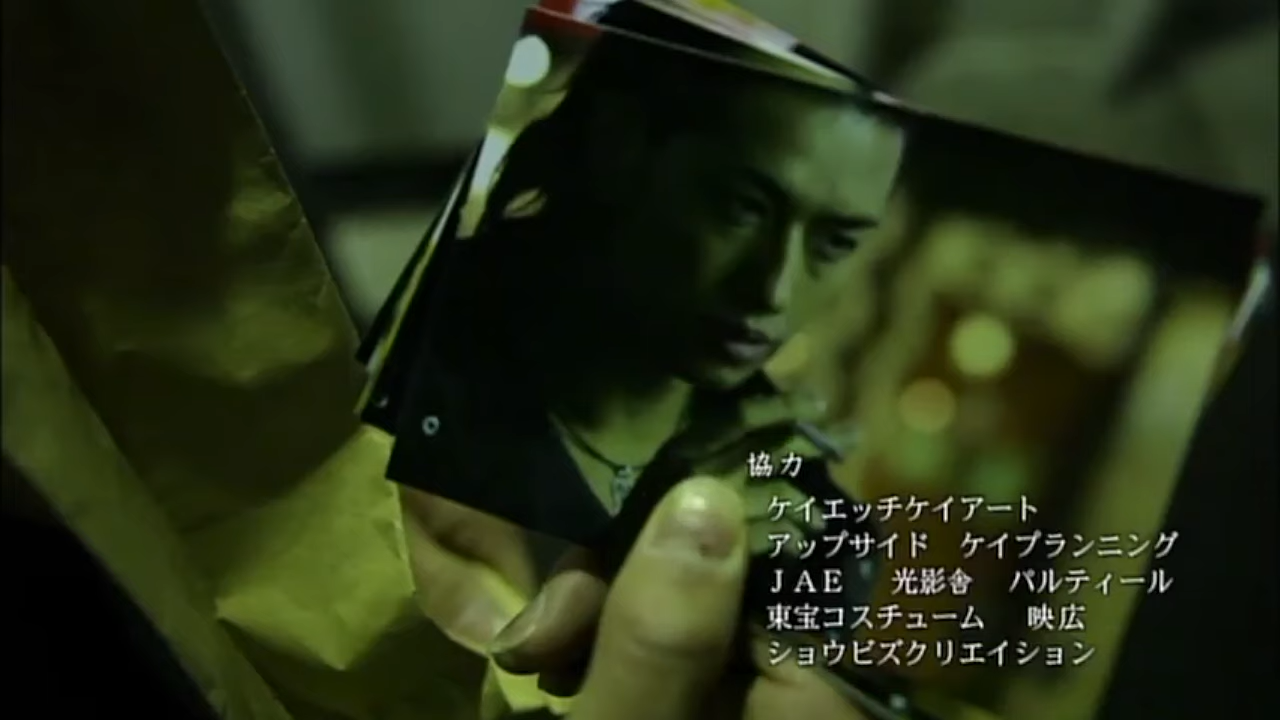 協力
ケイエッチケイアート
アップサイド ケイプランニング
ＪＡＥ 光影舎 パルティール
東宝コスチューム 映広
ショウビズクリエイション